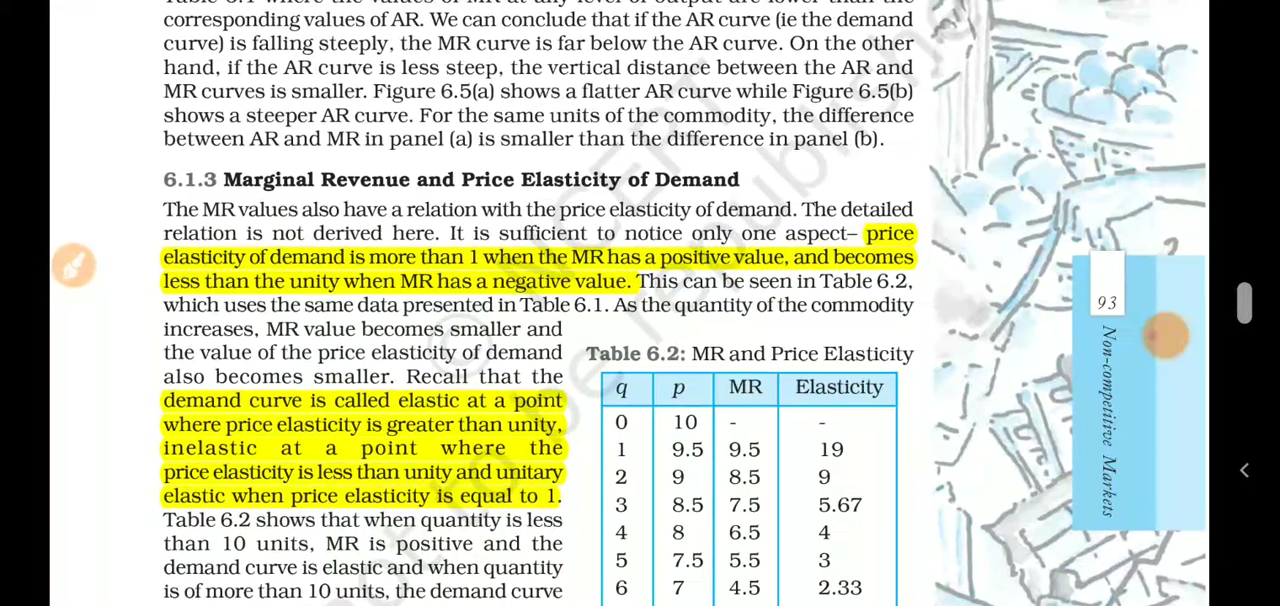 corresponding values of AR. We can conclude that if the AR curve (ie the demand
curve) is falling steeply, the MR curve is far below the AR curve. On the other
hand, if the AR curve is less steep, the vertical distance between the AR and
MR curves is smaller. Figure 6.5(a) shows a flatter AR curve while Figure 6.5(b)
shows a steeper AR curve. For the same units of the commodity, the difference
between AR and MR in panel (a) is smaller than the difference in panel (b).
6.1.3 Marginal Revenue and Price Elasticity of Demand
The MR values also have a relation with the price elasticity of demand. The detailed
relation is not derived here. It is sufficient to notice only one aspect– price
elasticity of demand is more than 1 when the MR has a positive value, and becomes
less than the unity when MR has a negative value. This can be seen in Table 6.2,
which uses the same data presented in Table 6.1. As the quantity of the commodity
increases, MR value becomes smaller and
the value of the price elasticity of demand
also becomes smaller. Recall that the
demand curve is called elastic at a point
where price elasticity is greater than unity,
inelastic at a point where the
price elasticity is less than unity and unitary
elastic when price elasticity is equal to 1.
Table 6.2 shows that when quantity is less
than 10 units, MR is positive and the
demand curve is elastic and when quantity
is of more than 10 units, the demand curve
Table 6.2: MR and Price Elasticity
q p MR Elasticity
0 10 - -
1 9.5 9.5 19
2 9 8.5 9
3 8.5 7.5 5.67
4 8 6.5 4
5 7.5 5.5 3
6 7 4.5 2.33
93
Non-competitive Markets
© NCERT
not to be republished